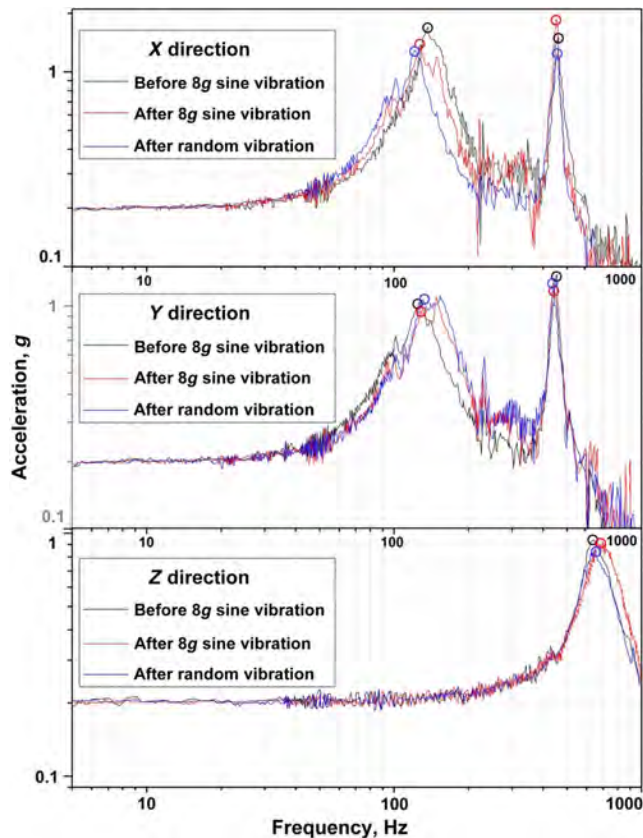 X direction
Before 8g sine vibration
After 8g sine vibration
After random vibration
1
0.1
10
100
1000
Y direction
Before 8g sine vibration
After 8g sine vibration
After random vibration
1
0.1
10
100
1000
Z direction
Before 8g sine vibration
After 8g sine vibration
After random vibration
1
0.1
10
100
1000
Acceleration, g
Frequency, Hz